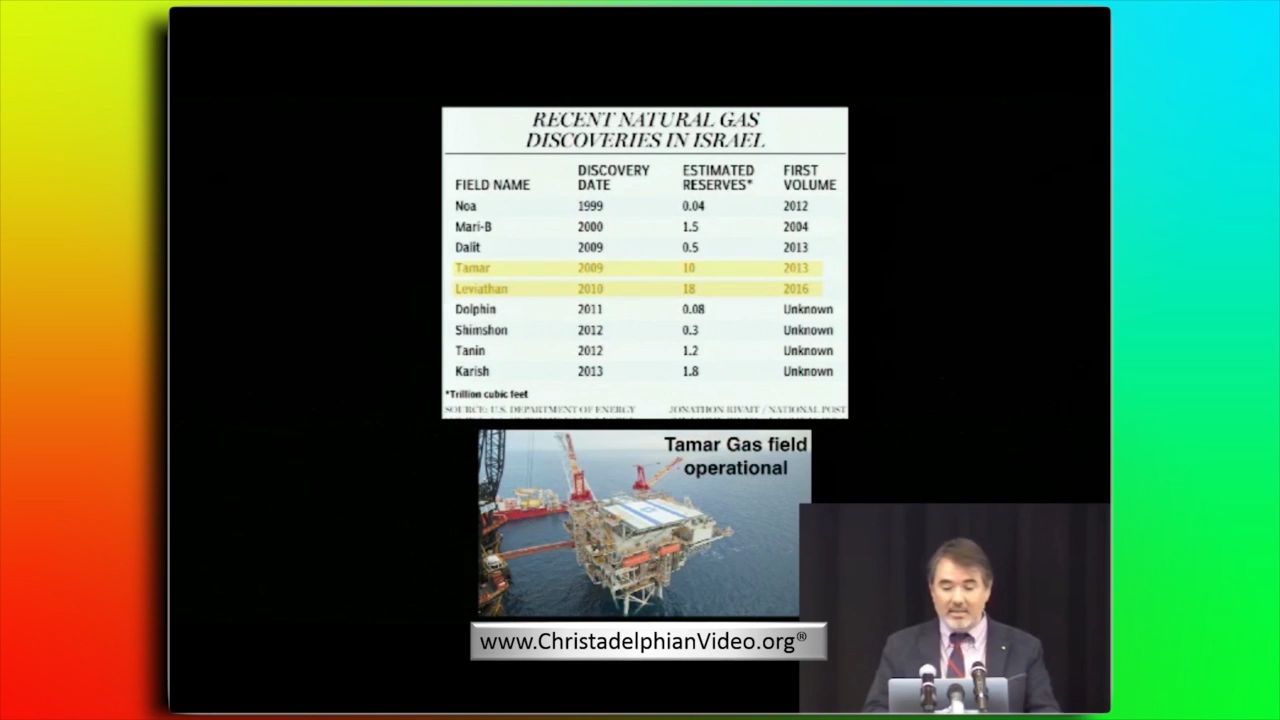 RECENT NATURAL GAS
DISCOVERIES IN ISRAEL
FIELD NAME DISCOVERY DATE ESTIMATED RESERVES* FIRST VOLUME
Noa 1999 0.04 2012
Mari-B 2000 1.5 2004
Dalit 2009 0.5 2013
Tamar 2009 10 2013
Leviathan 2010 18 2016
Dolphin 2011 0.08 Unknown
Shimshon 2012 0.3 Unknown
Tanin 2012 1.2 Unknown
Karish 2013 1.8 Unknown
*Trillion cubic feet
SOURCE: U.S. DEPARTMENT OF ENERGY JONATHON RIVAIT / NATIONAL POST
Tamar Gas field
operational
www.ChristadelphianVideo.org®